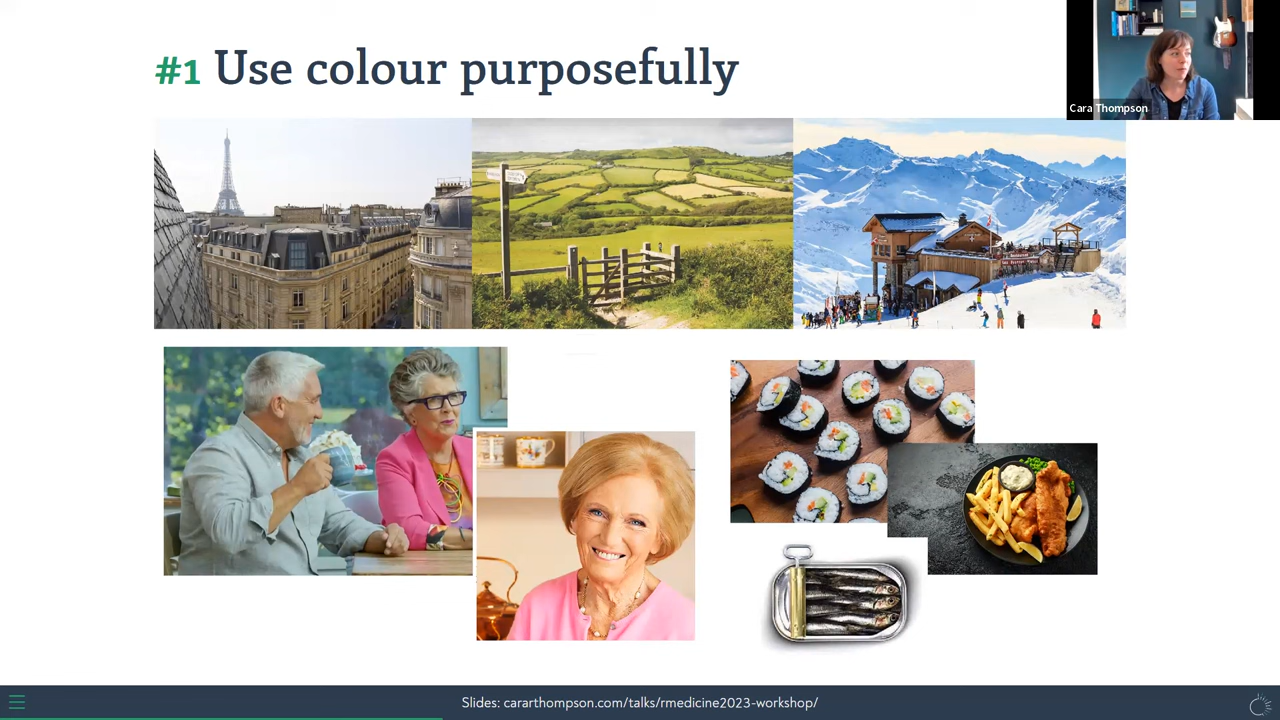 #1 Use colour purposefully
Cara Thompson
Slides: cararthompson.com/talks/rmedicine2023-workshop/